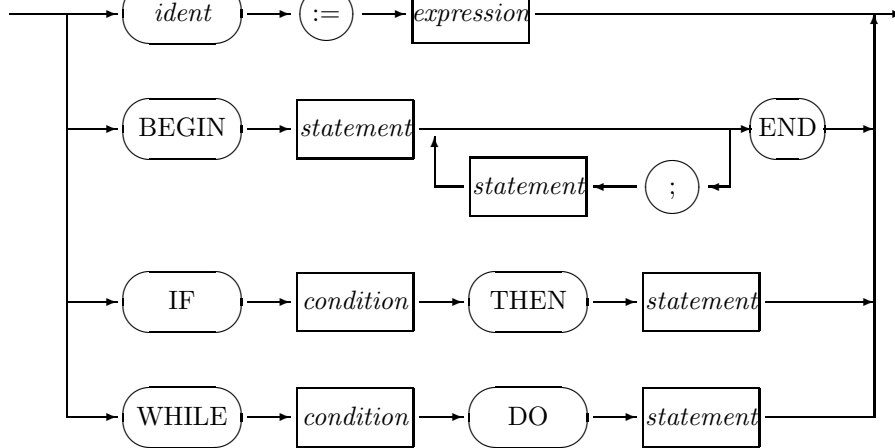 ident := expression
BEGIN statement END
statement ;
IF condition THEN statement
WHILE condition DO statement